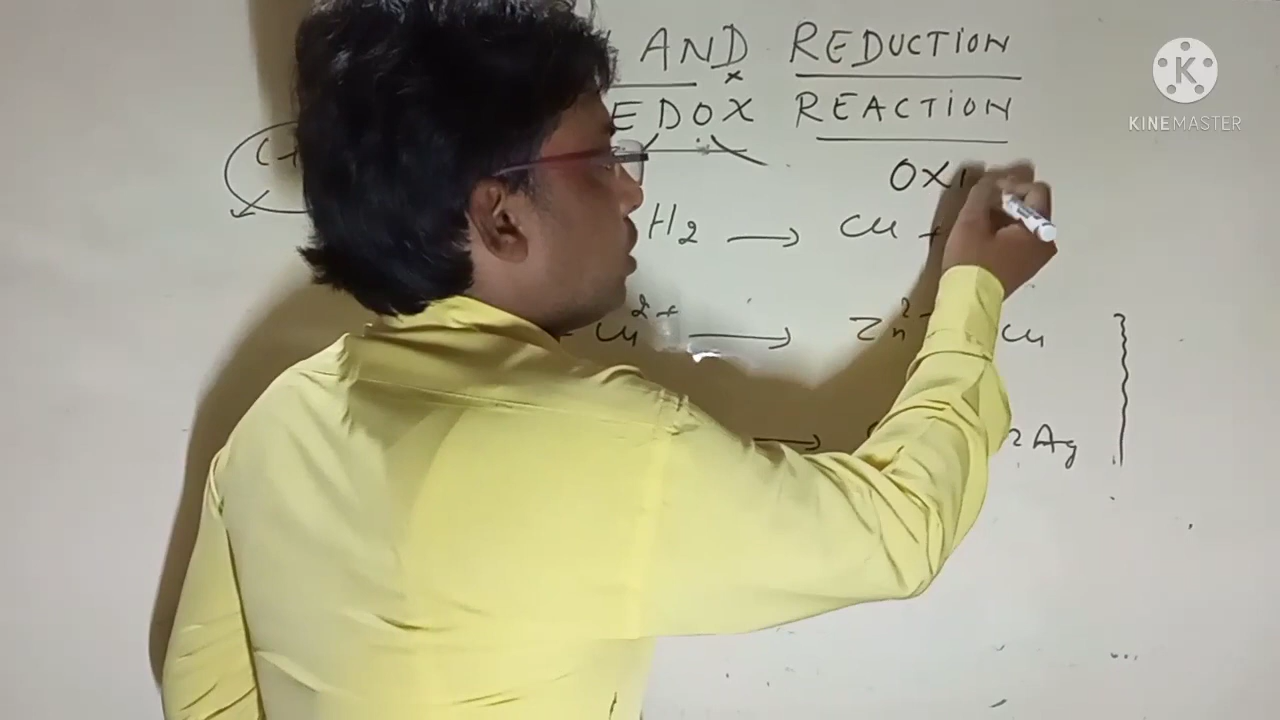 AND REDUCTION
EDOX REACTION
OXI
H2 → Cu +
Cu2+ → Zn2+ Cu
→ 2Ag
KINEMASTER